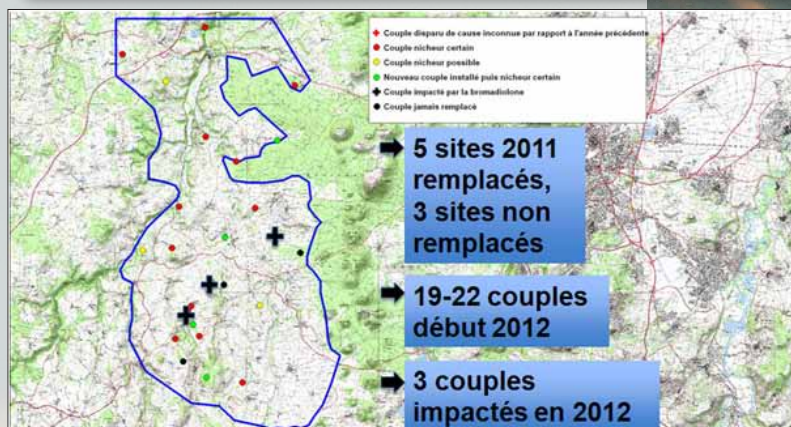 Couple disparu de cause inconnue par rapport à l'année précédente
Couple nicheur certain
Couple nicheur possible
Nouveau couple installé puis nicheur certain
Couple impacté par la bromadiolone
Couple jamais remplacé
5 sites 2011
remplacés,
3 sites non
remplacés
19-22 couples
début 2012
3 couples
impactés en 2012